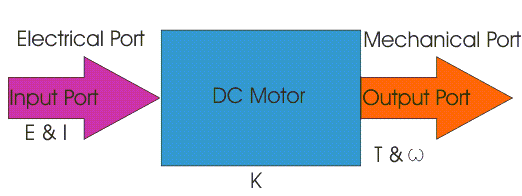 Electrical Port
Mechanical Port
Input Port
DC Motor
Output Port
E & I
T & ω
K